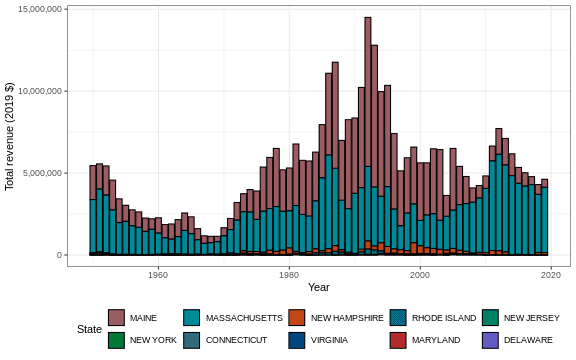 15,000,000
10,000,000
5,000,000
0
Total revenue (2019 $)
1960 1980 2000 2020
Year
State
MAINE MASSACHUSETTS NEW HAMPSHIRE RHODE ISLAND NEW JERSEY
NEW YORK CONNECTICUT VIRGINIA MARYLAND DELAWARE